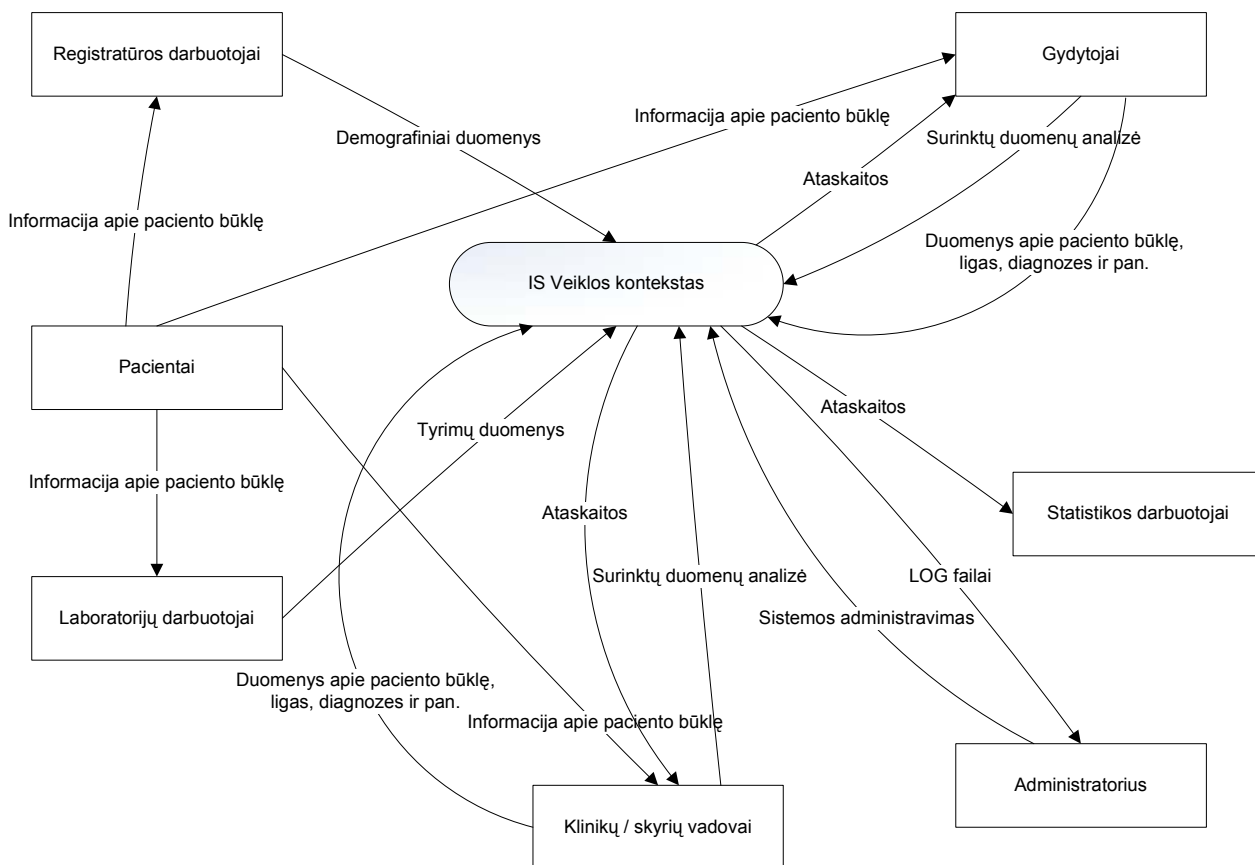 Registratūros darbuotojai
Gydytojai
Informacija apie paciento būklę
Demografiniai duomenys
Surinktų duomenų analizė
Ataskaitos
Informacija apie paciento būklę
Duomenys apie paciento būklę,
ligas, diagnozes ir pan.
IS Veiklos kontekstas
Pacientai
Ataskaitos
Tyrimų duomenys
Informacija apie paciento būklę
Ataskaitos
Statistikos darbuotojai
Surinktų duomenų analizė
LOG failai
Laboratorijų darbuotojai
Sistemos administravimas
Duomenys apie paciento būklę,
ligas, diagnozes ir pan.
Informacija apie paciento būklę
Administratorius
Klinikų / skyrių vadovai